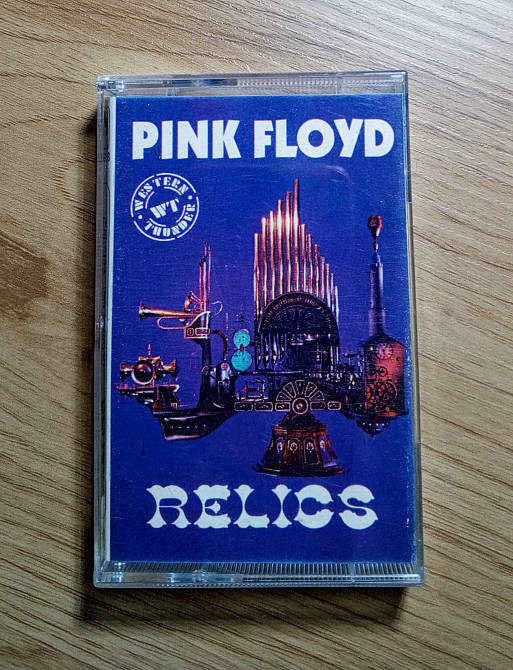 PINK FLOYD
WESTERN
WT
THUNDER
RELICS